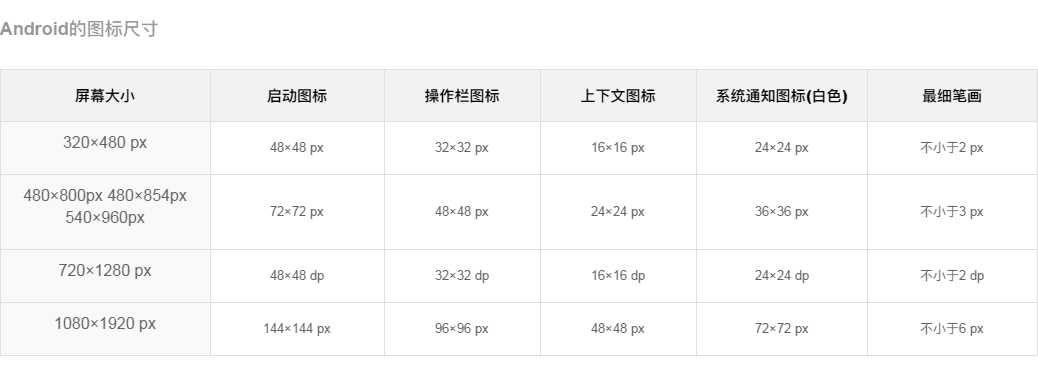 Android的图标尺寸
屏幕大小 启动图标 操作栏图标 上下文图标 系统通知图标(白色) 最细笔画
320×480 px 48×48 px 32×32 px 16×16 px 24×24 px 不小于2 px
480×800px 480×854px
540×960px 72×72 px 48×48 px 24×24 px 36×36 px 不小于3 px
720×1280 px 48×48 dp 32×32 dp 16×16 dp 24×24 dp 不小于2 dp
1080×1920 px 144×144 px 96×96 px 48×48 px 72×72 px 不小于6 px